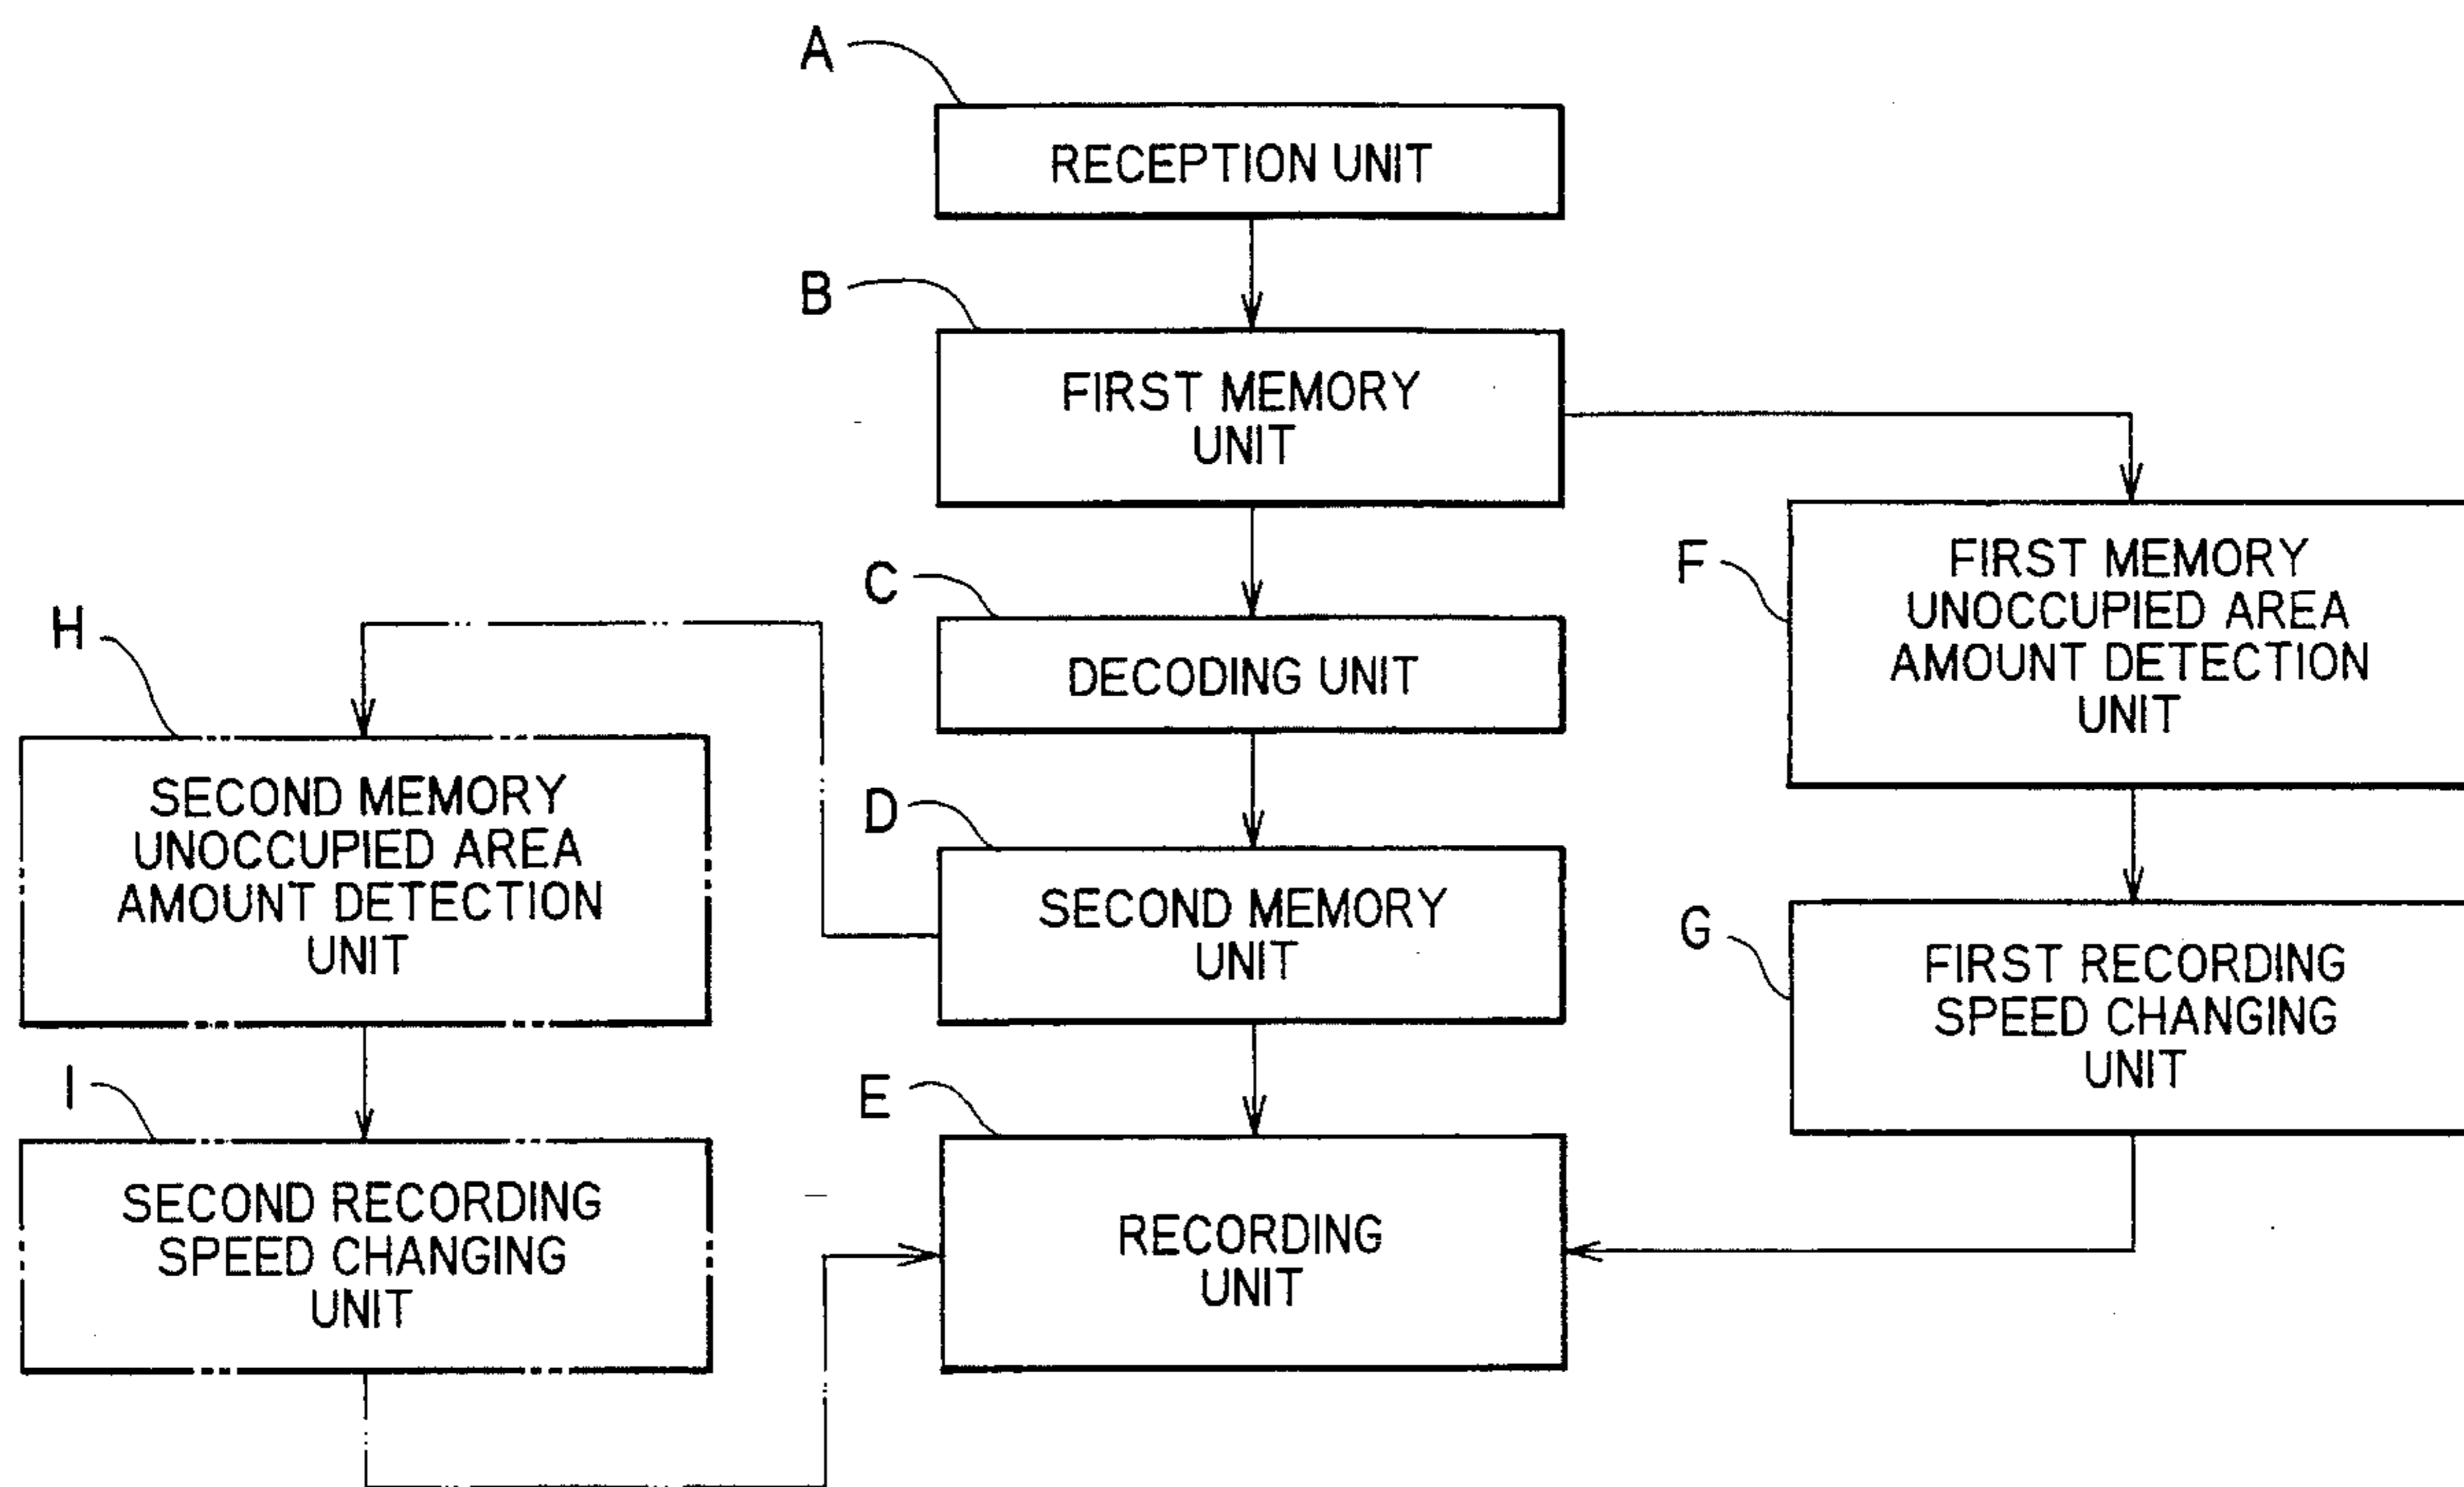 A
RECEPTION UNIT
B
FIRST MEMORY
UNIT
C
DECODING UNIT
D
SECOND MEMORY
UNIT
E
RECORDING
UNIT
F
FIRST MEMORY
UNOCCUPIED AREA
AMOUNT DETECTION
UNIT
G
FIRST RECORDING
SPEED CHANGING
UNIT
H
SECOND MEMORY
UNOCCUPIED AREA
AMOUNT DETECTION
UNIT
I
SECOND RECORDING
SPEED CHANGING
UNIT